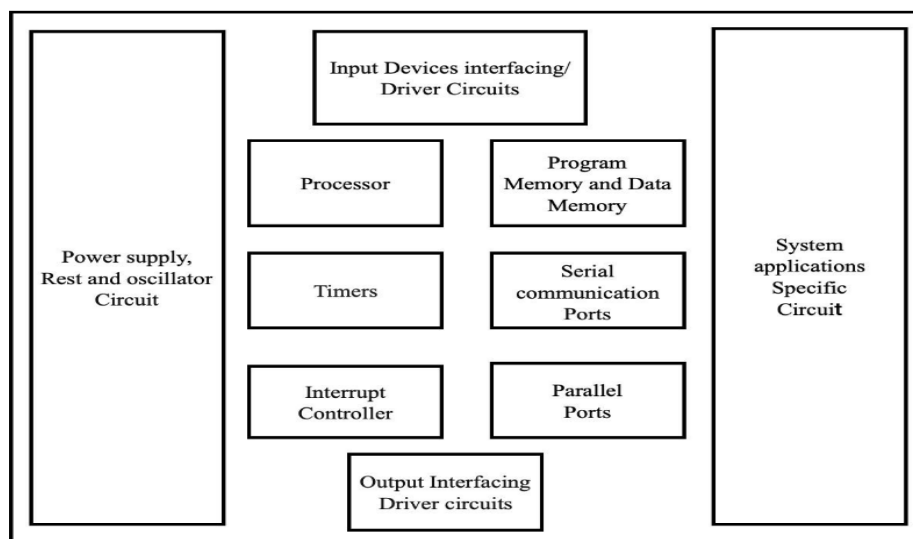 Input Devices interfacing/
Driver Circuits
Processor
Program
Memory and Data
Memory
Power supply,
Rest and oscillator
Circuit
Timers
Serial
communication
Ports
System
applications
Specific
Circuit
Interrupt
Controller
Parallel
Ports
Output Interfacing
Driver circuits